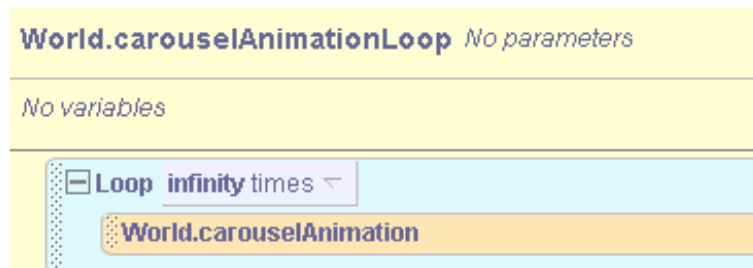 World.carouselAnimationLoop No parameters
No variables
Loop infinity times
World.carouselAnimation